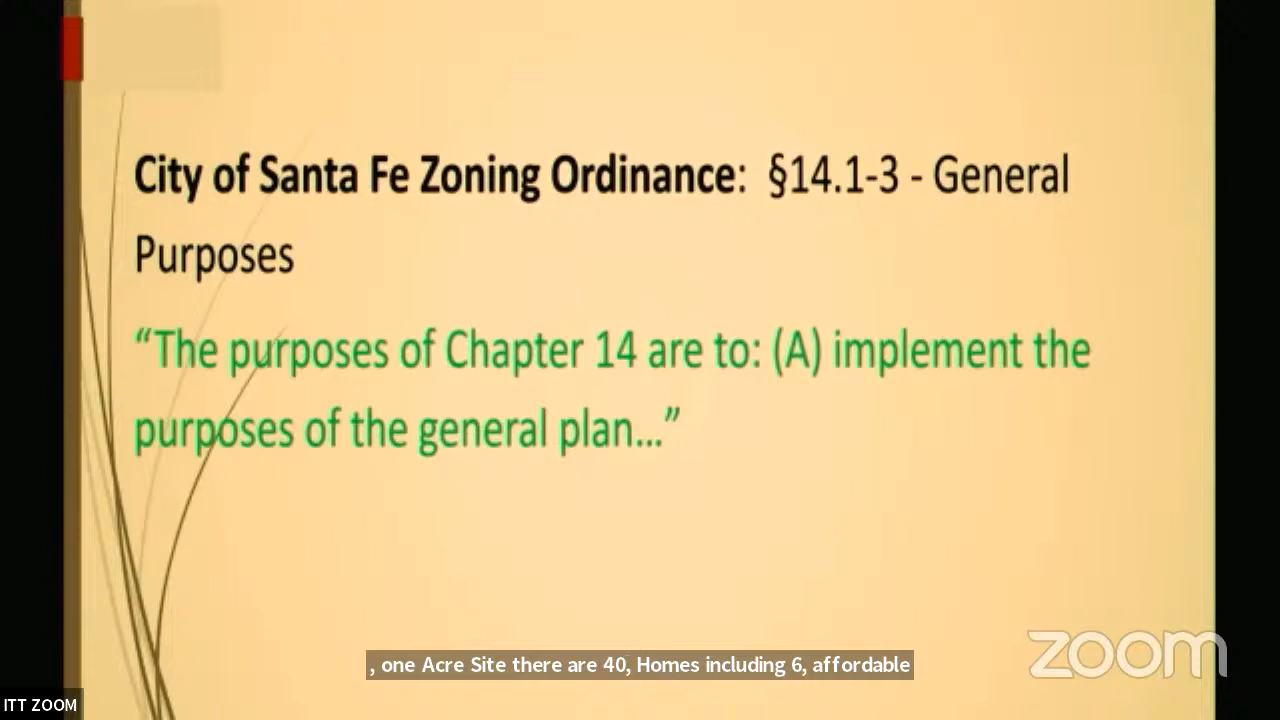 City of Santa Fe Zoning Ordinance: §14.1-3 - General
Purposes
“The purposes of Chapter 14 are to: (A) implement the
purposes of the general plan…”
, one Acre Site there are 40, Homes including 6, affordable
zoom
ITT ZOOM